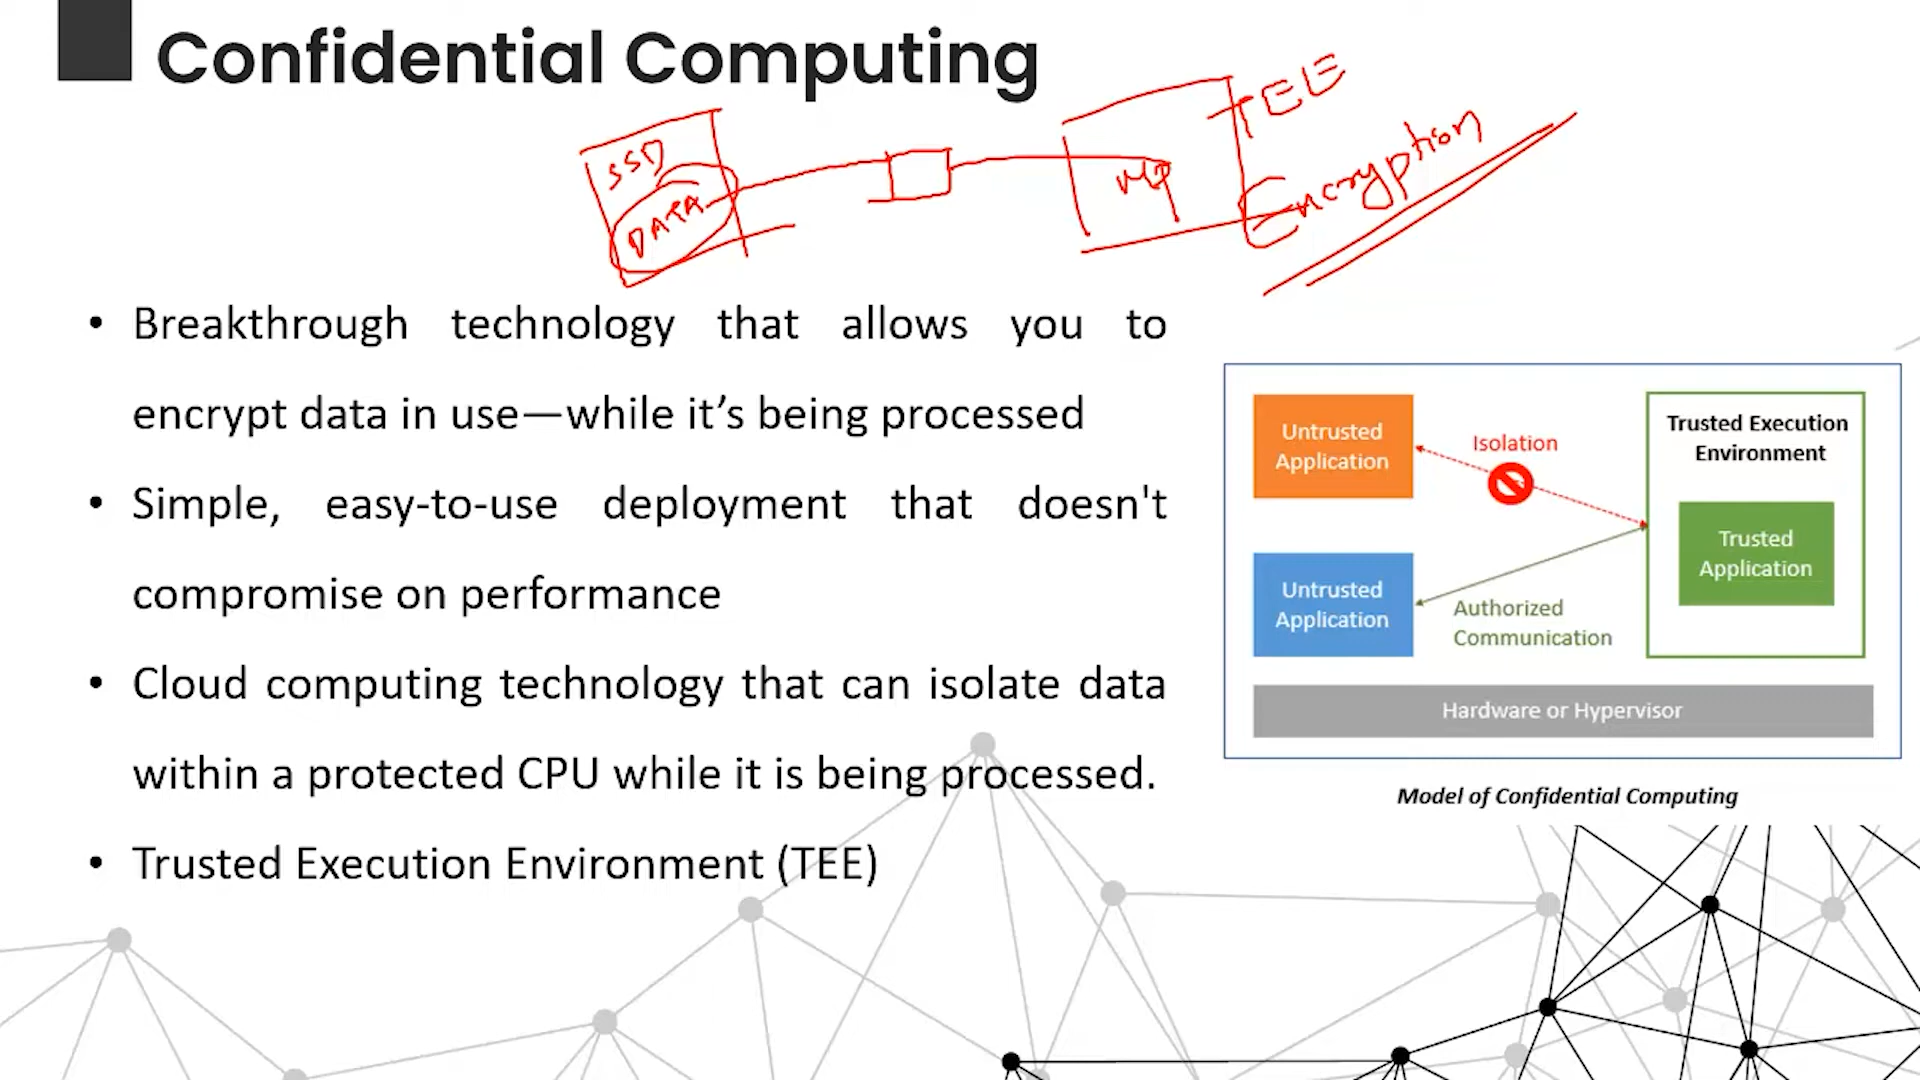 Confidential Computing
TEE
SSD
Encryption
MP
DATA
• Breakthrough technology that allows you to
encrypt data in use—while it’s being processed
• Simple, easy-to-use deployment that doesn't
compromise on performance
• Cloud computing technology that can isolate data
within a protected CPU while it is being processed.
• Trusted Execution Environment (TEE)
Untrusted
Application
Isolation
Trusted Execution
Environment
Trusted
Application
Untrusted
Application
Authorized
Communication
Hardware or Hypervisor
Model of Confidential Computing